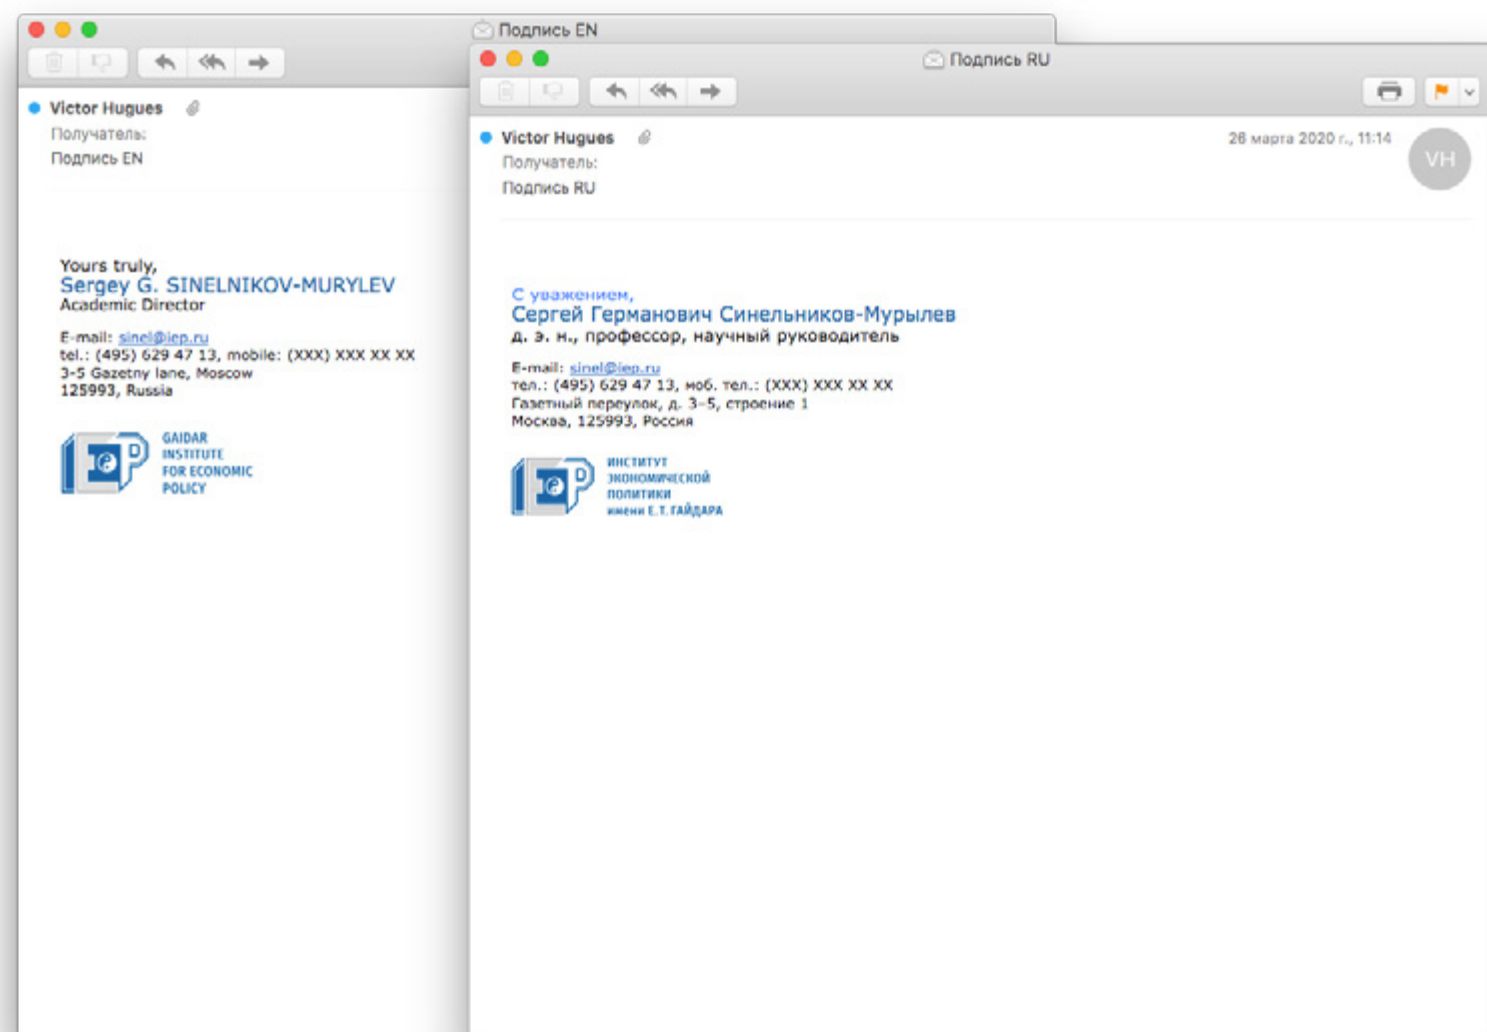 Подпись EN
Victor Hugues
Получатель:
Подпись EN
Yours truly,
Sergey G. SINELNIKOV-MURYLEV
Academic Director
E-mail: sinel@iep.ru
tel.: (495) 629 47 13, mobile: (XXX) XXX XX XX
3-5 Gazetny lane, Moscow
125993, Russia
GAIDAR
INSTITUTE
FOR ECONOMIC
POLICY
Подпись RU
Victor Hugues
26 марта 2020 г., 11:14
VH
Получатель:
Подпись RU
С уважением,
Сергей Германович Синельников-Мурылев
д. э. н., профессор, научный руководитель
E-mail: sinel@iep.ru
тел.: (495) 629 47 13, моб. тел.: (XXX) XXX XX XX
Газетный переулок, д. 3–5, строение 1
Москва, 125993, Россия
ИНСТИТУТ
ЭКОНОМИЧЕСКОЙ
ПОЛИТИКИ
имени Е.Т. ГАЙДАРА